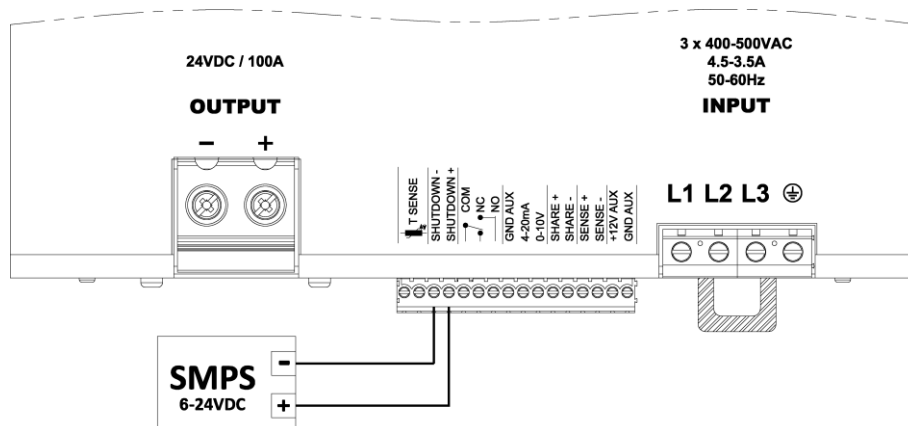 24VDC / 100A
OUTPUT
- +
3 x 400-500VAC
4.5-3.5A
50-60Hz
INPUT
T SENSE
SHUTDOWN -
SHUTDOWN +
COM
NC
NO
GND AUX
4-20mA
0-10V
SHARE +
SHARE -
SENSE +
SENSE -
+12V AUX
GND AUX
L1 L2 L3
SMPS
6-24VDC
-
+